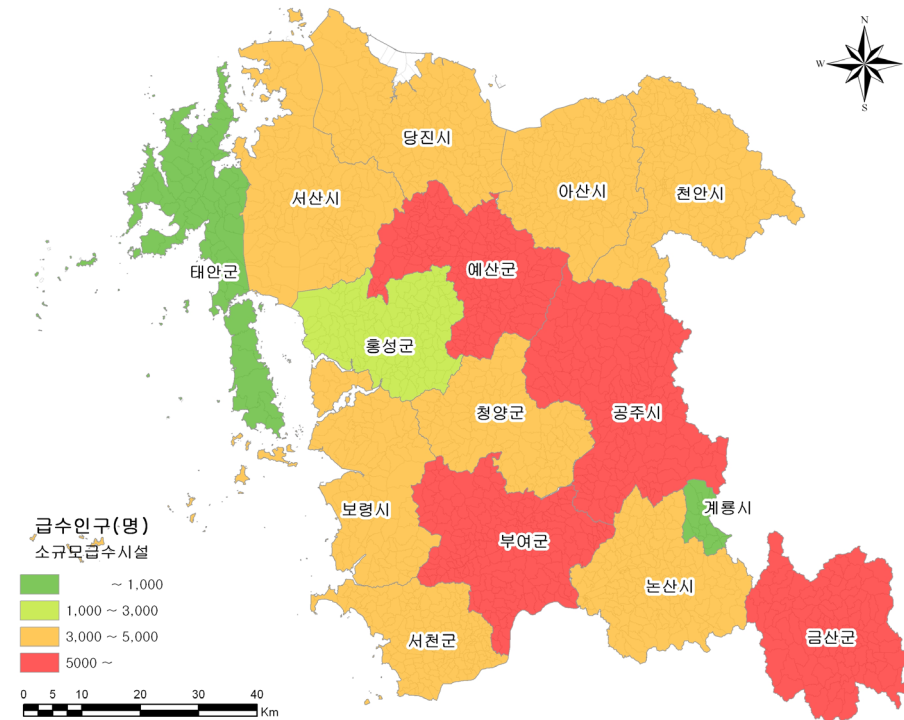 N
W
S
당진시
서산시
아산시
천안시
태안군
예산군
홍성군
청양군
공주시
보령시
계룡시
부여군
논산시
서천군
금산군
급수인구(명)
소규모급수시설
~ 1,000
1,000 ~ 3,000
3,000 ~ 5,000
5000 ~
0 5 10 20 30 40
Km